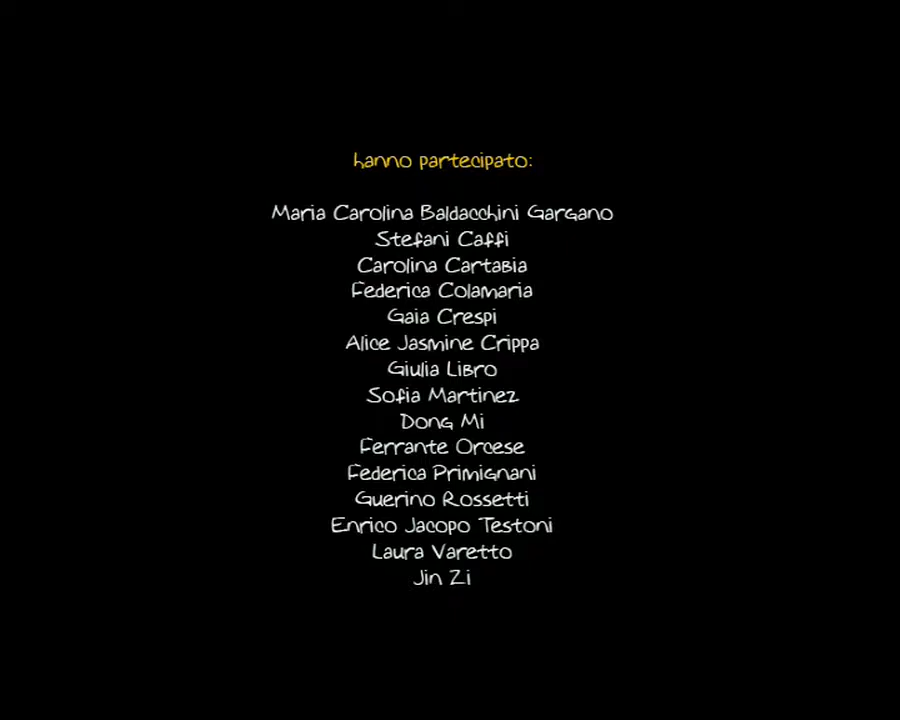 hanno partecipato:
Maria Carolina Baldacchini Gargano
Stefani Caffi
Carolina Cartabia
Federica Colamaria
Gaia Crespi
Alice Jasmine Crippa
Giulia Libro
Sofia Martinez
Dong Mi
Ferrante Orcese
Federica Primignani
Guerino Rossetti
Enrico Jacopo Testoni
Laura Varetto
Jin Zi